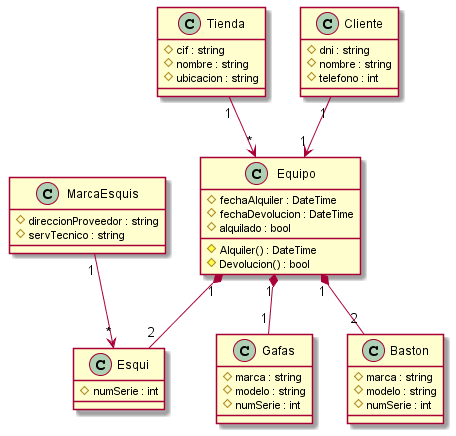 C Tienda
cif : string
nombre : string
ubicacion : string
C Cliente
dni : string
nombre : string
telefono : int
1
*
1
1
C MarcaEsquis
direccionProveedor : string
servTecnico : string
C Equipo
fechaAlquiler : DateTime
fechaDevolucion : DateTime
alquilado : bool
Alquiler() : DateTime
Devolucion() : bool
1
*
1
2
1
1
1
2
C Esqui
numSerie : int
C Gafas
marca : string
modelo : string
numSerie : int
C Baston
marca : string
modelo : string
numSerie : int